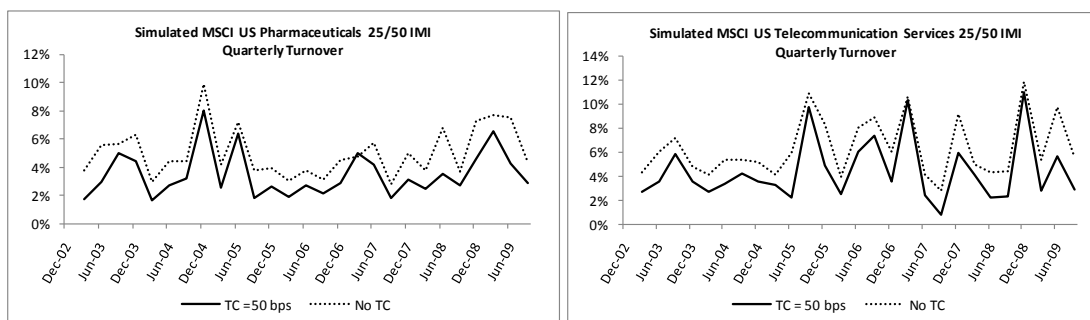 Simulated MSCI US Pharmaceuticals 25/50 IMI
Quarterly Turnover
12%
10%
8%
6%
4%
2%
0%
Dec-02
Jun-03
Dec-03
Jun-04
Dec-04
Jun-05
Dec-05
Jun-06
Dec-06
Jun-07
Dec-07
Jun-08
Dec-08
Jun-09
TC =50 bps
No TC
Simulated MSCI US Telecommunication Services 25/50 IMI
Quarterly Turnover
14%
12%
10%
8%
6%
4%
2%
0%
Dec-02
Jun-03
Dec-03
Jun-04
Dec-04
Jun-05
Dec-05
Jun-06
Dec-06
Jun-07
Dec-07
Jun-08
Dec-08
Jun-09
TC =50 bps
No TC